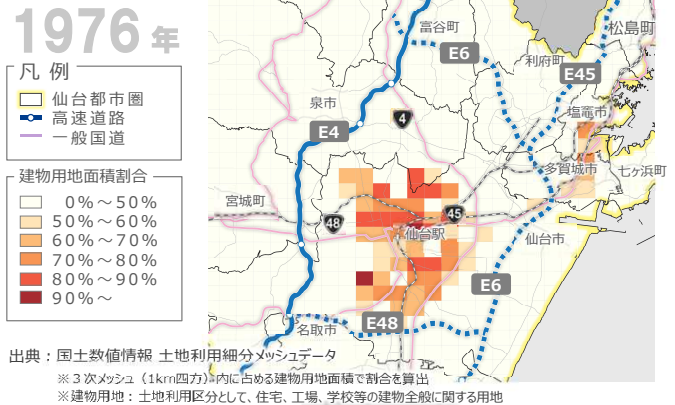 1976 年
凡 例
仙台都市圏
高速道路
一般国道
建物用地面積割合
0%～50%
50%～60%
60%～70%
70%～80%
80%～90%
90%～
富谷町
松島町
E6
利府町
E45
泉市
4
塩竈市
E4
多賀城市
七ヶ浜町
宮城町
48
45
仙台駅
仙台市
E6
名取市
E48
出典：国土数値情報 土地利用細分メッシュデータ
※３次メッシュ（1km四方）内に占める建物用地面積で割合を算出
※建物用地：土地利用区分として、住宅、工場、学校等の建物全般に関する用地